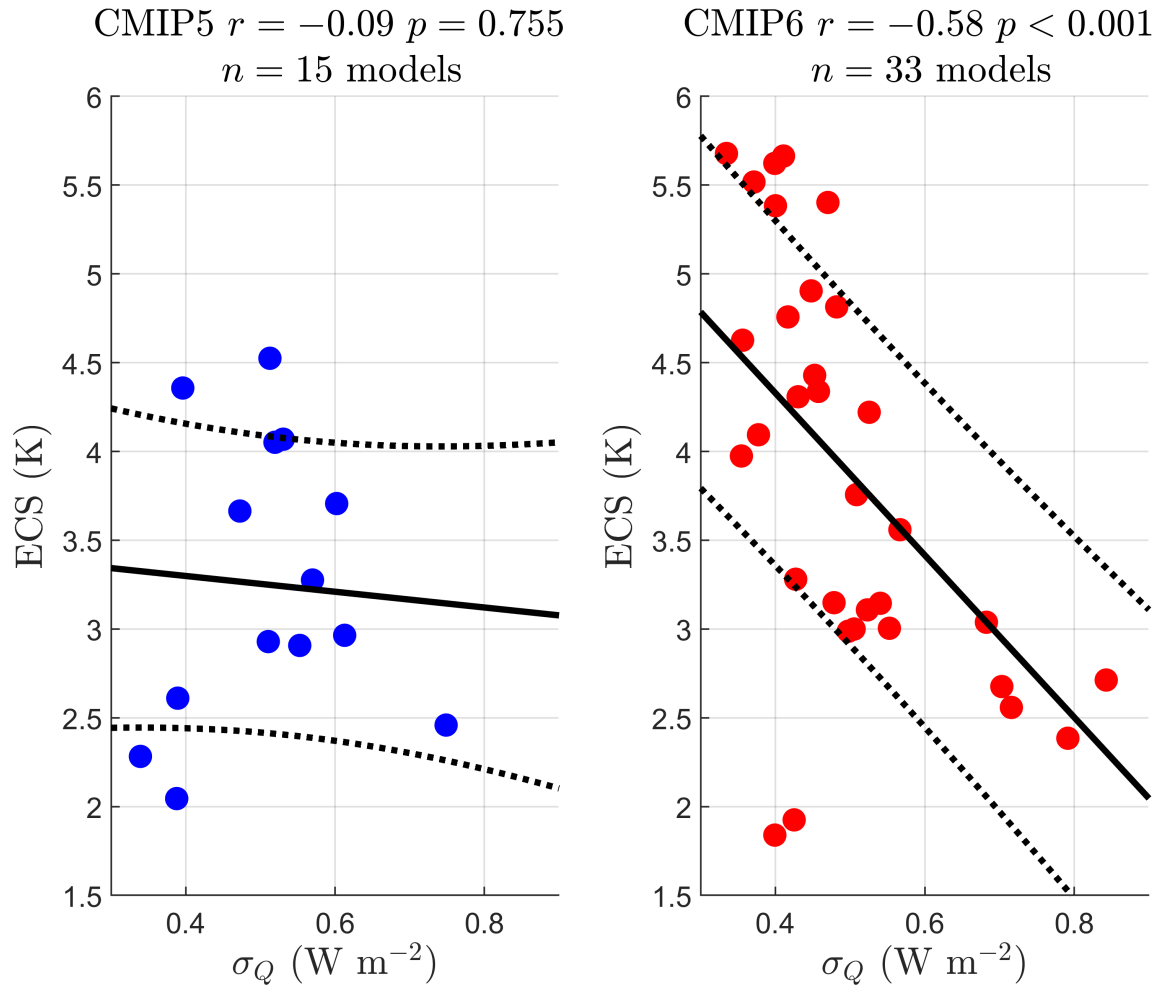 CMIP5 r = −0.09 p = 0.755
n = 15 models
6
5.5
5
4.5
4
3.5
3
2.5
2
1.5
ECS (K)
0.4 0.6 0.8
σQ (W m−2)
CMIP6 r = −0.58 p < 0.001
n = 33 models
6
5.5
5
4.5
4
3.5
3
2.5
2
1.5
ECS (K)
0.4 0.6 0.8
σQ (W m−2)